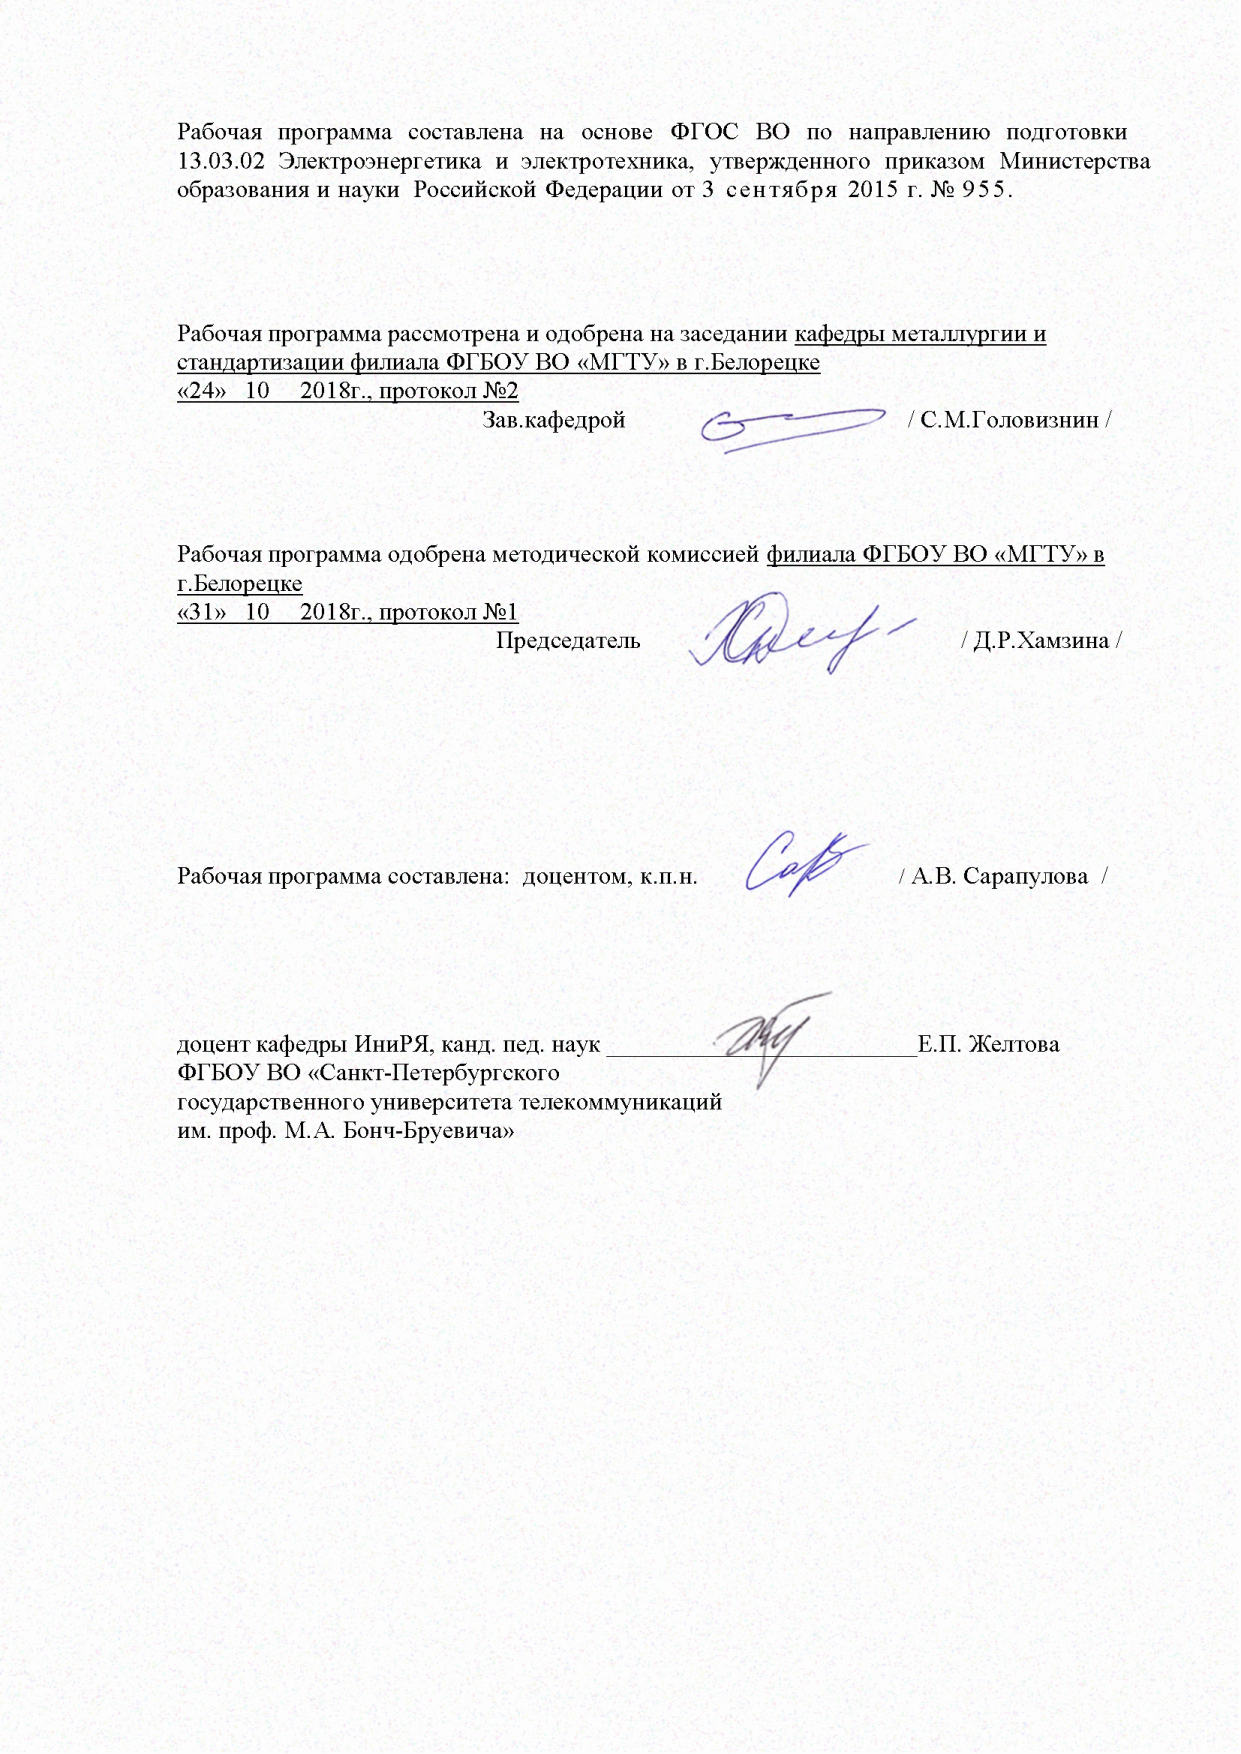 Рабочая программа составлена на основе ФГОС ВО по направлению подготовки
13.03.02 Электроэнергетика и электротехника, утвержденного приказом Министерства
образования и науки Российской Федерации от 3 сентября 2015 г. № 955.
Рабочая программа рассмотрена и одобрена на заседании кафедры металлургии и
стандартизации филиала ФГБОУ ВО «МГТУ» в г.Белорецке
«24» 10 2018г., протокол №2
Зав.кафедрой / С.М.Головизнин /
Рабочая программа одобрена методической комиссией филиала ФГБОУ ВО «МГТУ» в
г.Белорецке
«31» 10 2018г., протокол №1
Председатель / Д.Р.Хамзина /
Рабочая программа составлена: доцентом, к.п.н. / А.В. Сарапулова /
доцент кафедры ИниРЯ, канд. пед. наук _________________________Е.П. Желтова
ФГБОУ ВО «Санкт-Петербургского
государственного университета телекоммуникаций
им. проф. М.А. Бонч-Бруевича»